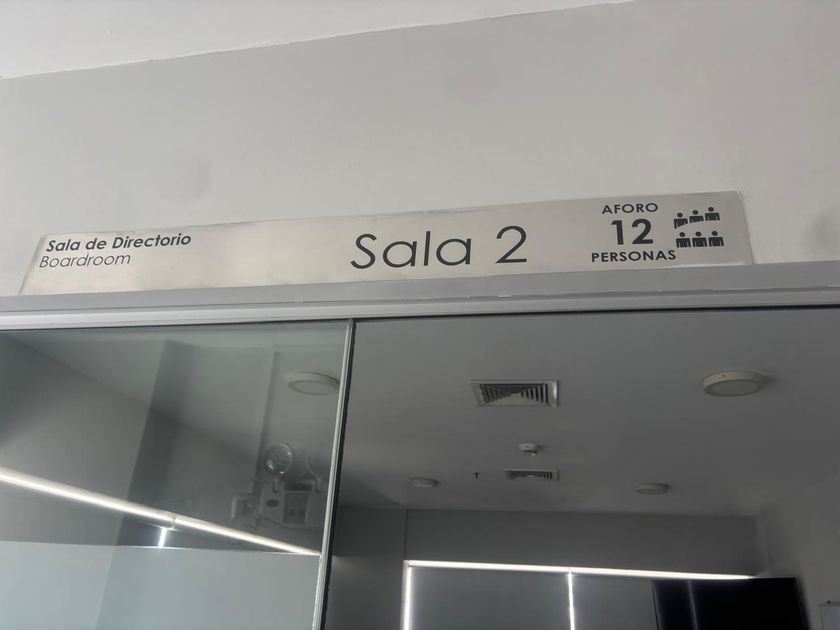 Sala de Directorio
Boardroom
Sala 2
AFORO
12
PERSONAS